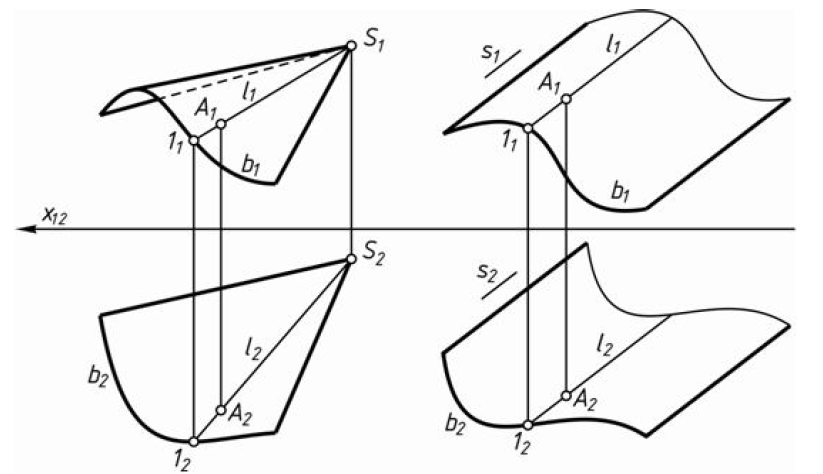 S₁
s₁
l₁
l₁
A₁
A₁
1₁
1₁
b₁
b₁
x₁₂
S₂
s₂
l₂
l₂
b₂
A₂
A₂
b₂
1₂
1₂